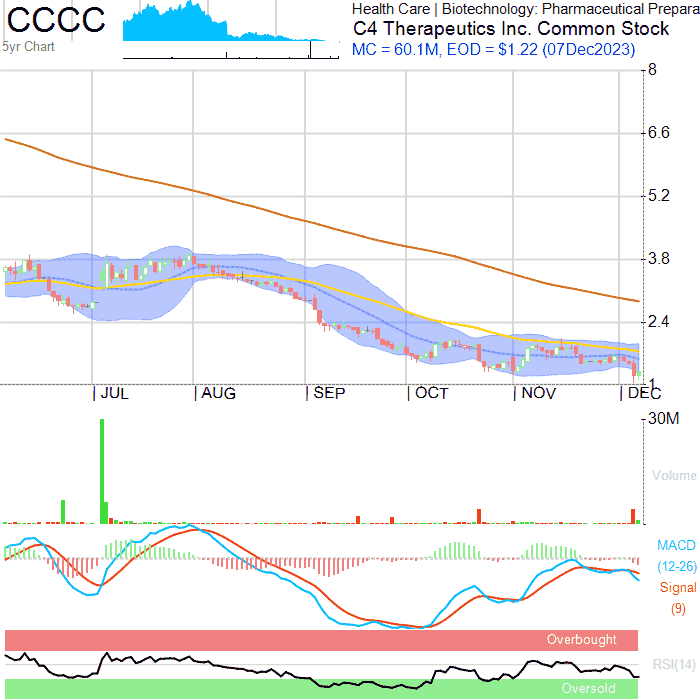 CCCC
5yr Chart
Health Care | Biotechnology: Pharmaceutical Prepara
C4 Therapeutics Inc. Common Stock
MC = 60.1M, EOD = $1.22 (07Dec2023)
8
6.6
5.2
3.8
2.4
1
JUL
AUG
SEP
OCT
NOV
DEC
30M
Volume
MACD
(12-26)
Signal
(9)
Overbought
RSI(14)
Oversold